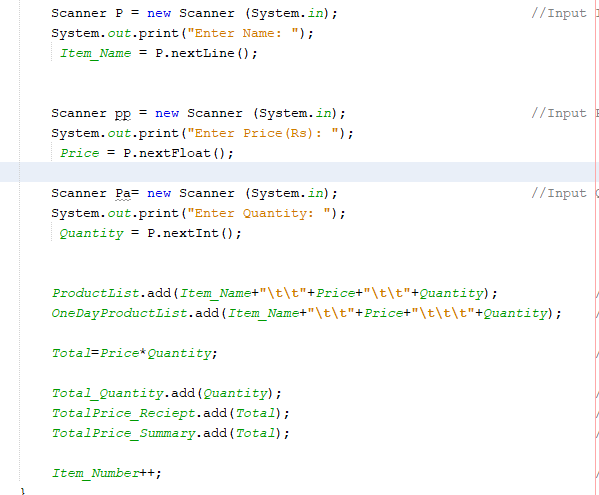 Scanner P = new Scanner (System.in); //Input
System.out.print("Enter Name: ");
Item_Name = P.nextLine();
Scanner pp = new Scanner (System.in); //Input
System.out.print("Enter Price(Rs): ");
Price = P.nextFloat();
Scanner Pa= new Scanner (System.in); //Input
System.out.print("Enter Quantity: ");
Quantity = P.nextInt();
ProductList.add(Item_Name+"\t\t"+Price+"\t\t"+Quantity);
OneDayProductList.add(Item_Name+"\t\t"+Price+"\t\t\t"+Quantity);
Total=Price*Quantity;
Total_Quantity.add(Quantity);
TotalPrice_Reciept.add(Total);
TotalPrice_Summary.add(Total);
Item_Number++;
}